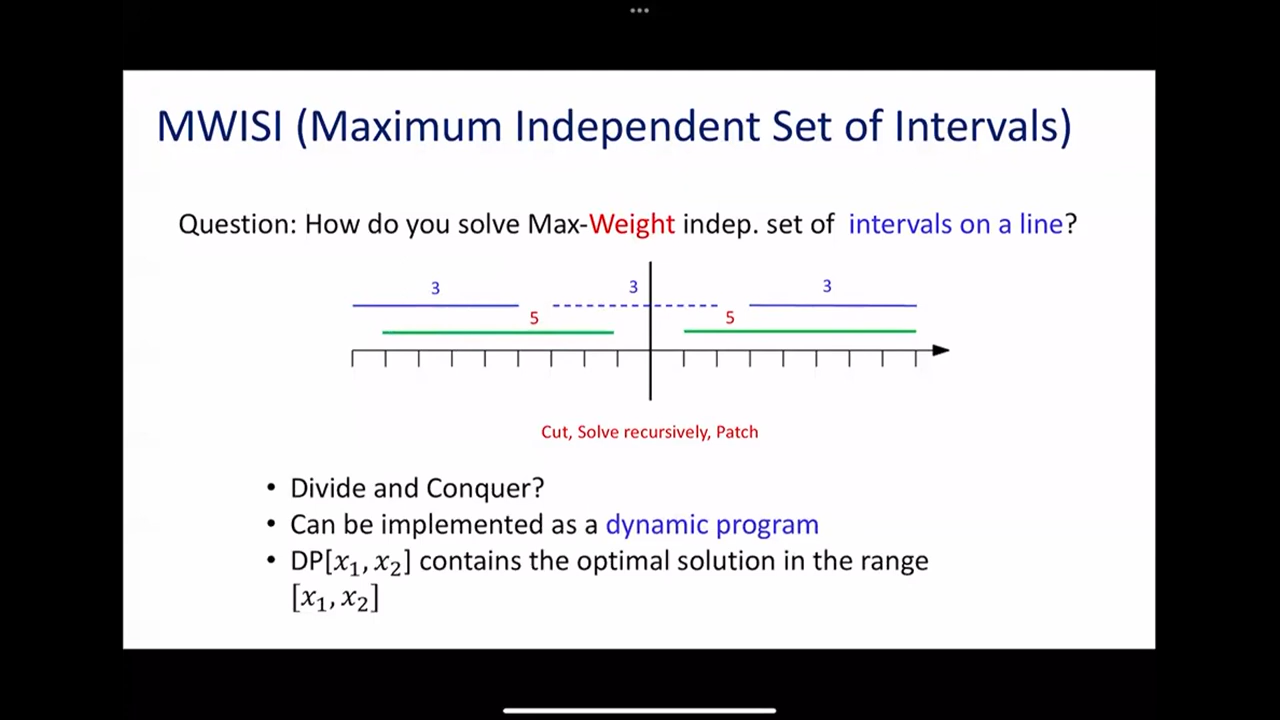 MWISI (Maximum Independent Set of Intervals)
Question: How do you solve Max-Weight indep. set of intervals on a line?
3 3 3
5 5
Cut, Solve recursively, Patch
• Divide and Conquer?
• Can be implemented as a dynamic program
• DP[𝑥₁, 𝑥₂] contains the optimal solution in the range
[𝑥₁, 𝑥₂]